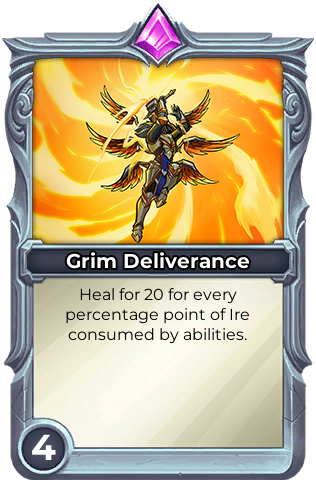 Grim Deliverance
Heal for 20 for every
percentage point of Ire
consumed by abilities.
4